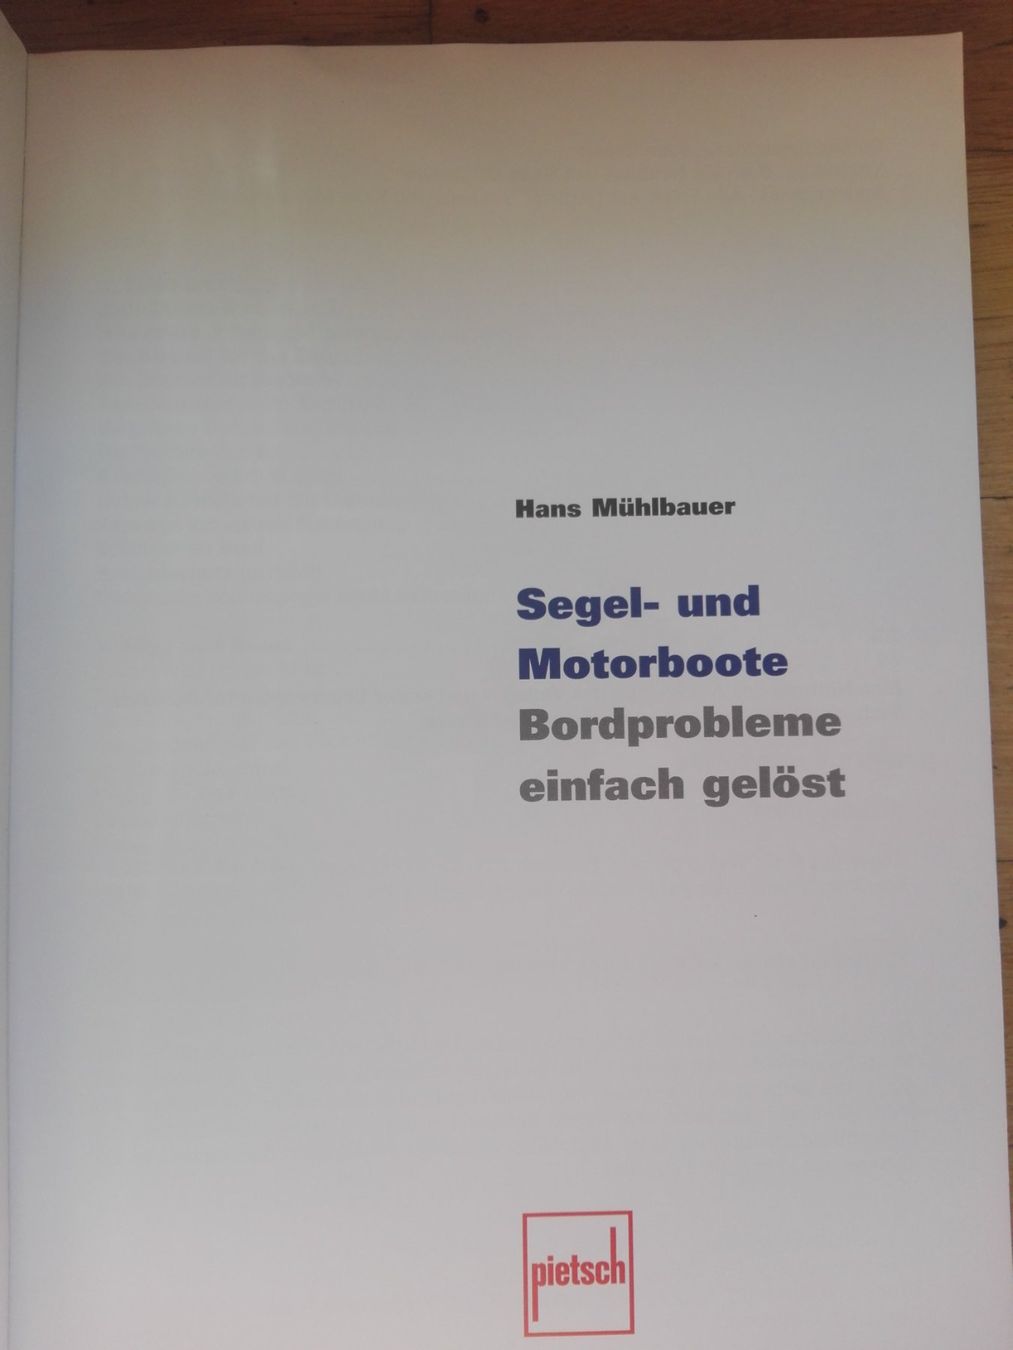 Hans Mühlbauer
Segel- und
Motorboote
Bordprobleme
einfach gelöst
pietsch